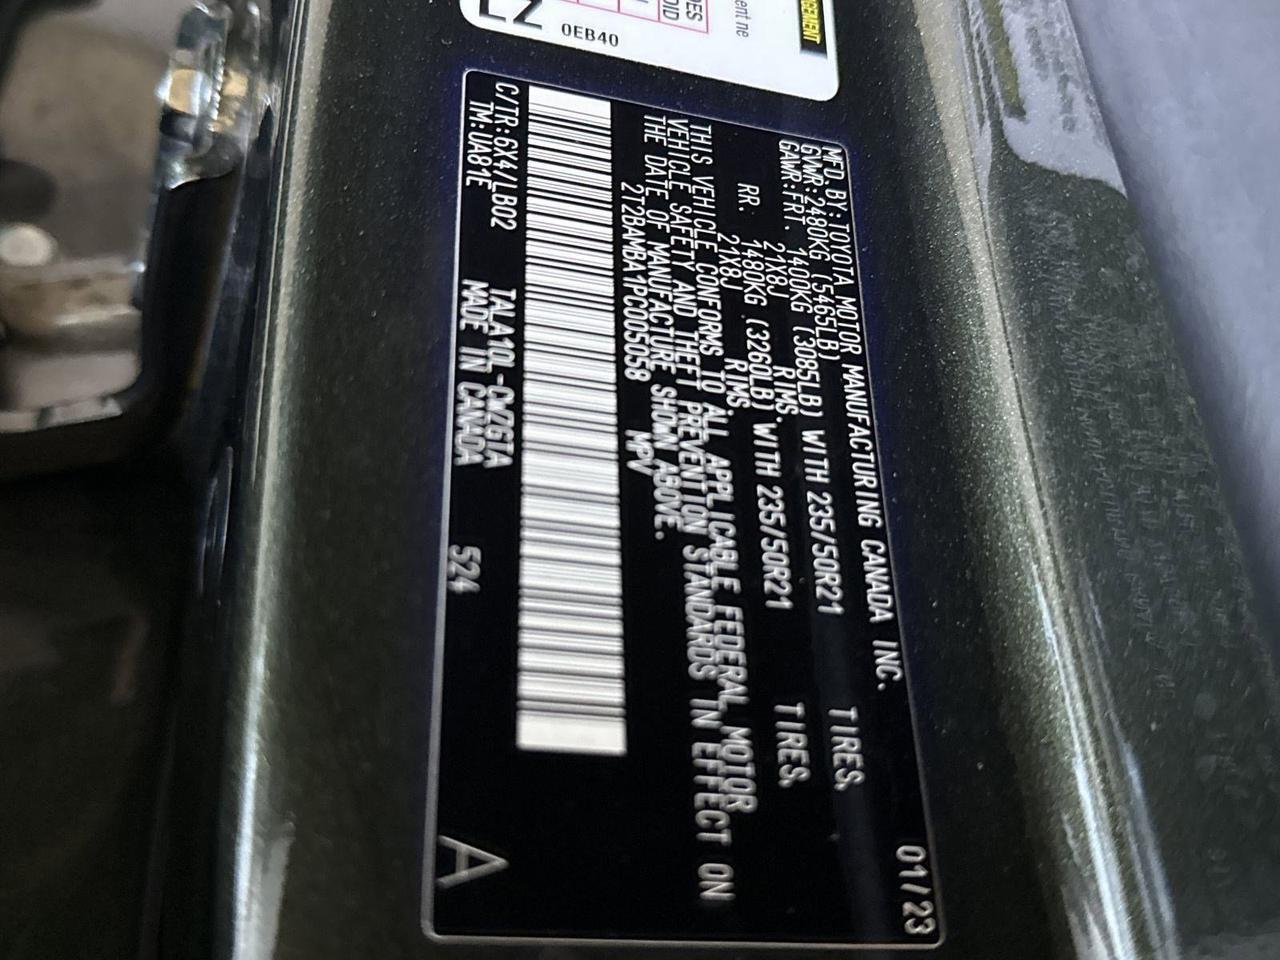 MFD. BY: TOYOTA MOTOR MANUFACTURING CANADA INC. 01/23
GVWR: 2480KG (5465LB)
GAWR: FRT. 1400KG (3085LB) WITH 235/50R21 TIRES,
21X8J RIMS.
RR. 1480KG (3260LB) WITH 235/50R21 TIRES,
21X8J RIMS.
THIS VEHICLE CONFORMS TO ALL APPLICABLE FEDERAL MOTOR
VEHICLE SAFETY AND THEFT PREVENTION STANDARDS IN EFFECT ON
THE DATE OF MANUFACTURE SHOWN ABOVE.
2T2BAMBA1PC005058 MPV
C/TR: 6X4/LB02 TALA10L-CWZGTA
TM: UA81E MADE IN CANADA 524 A
0EB40
ent ne